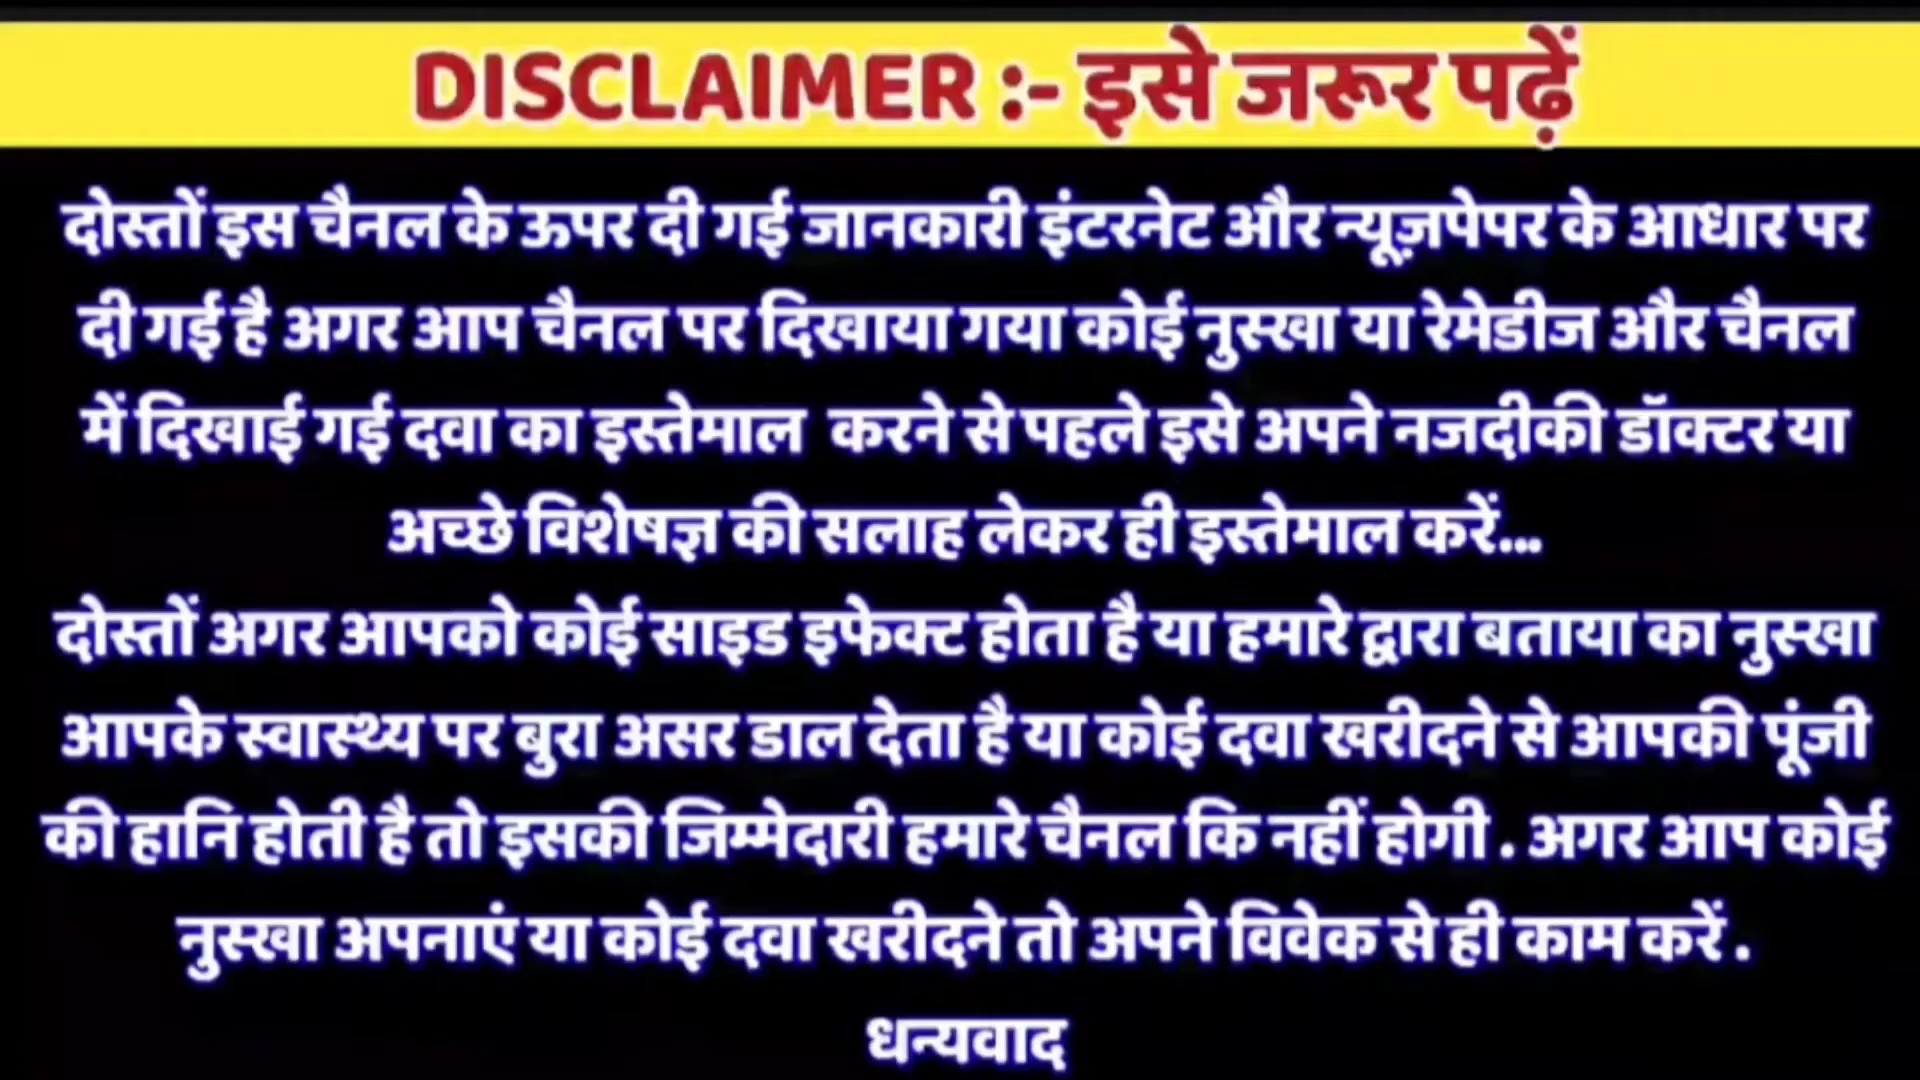 DISCLAIMER :- इसे जरूर पढ़ें
दोस्तों इस चैनल के ऊपर दी गई जानकारी इंटरनेट और न्यूज़पेपर के आधार पर
दी गई है अगर आप चैनल पर दिखाया गया कोई नुस्खा या रेमेडीज और चैनल
में दिखाई गई दवा का इस्तेमाल करने से पहले इसे अपने नजदीकी डॉक्टर या
अच्छे विशेषज्ञ की सलाह लेकर ही इस्तेमाल करें...
दोस्तों अगर आपको कोई साइड इफेक्ट होता है या हमारे द्वारा बताया का नुस्खा
आपके स्वास्थ्य पर बुरा असर डाल देता है या कोई दवा खरीदने से आपकी पूंजी
की हानि होती है तो इसकी जिम्मेदारी हमारे चैनल कि नहीं होगी . अगर आप कोई
नुस्खा अपनाएं या कोई दवा खरीदने तो अपने विवेक से ही काम करें .
धन्यवाद